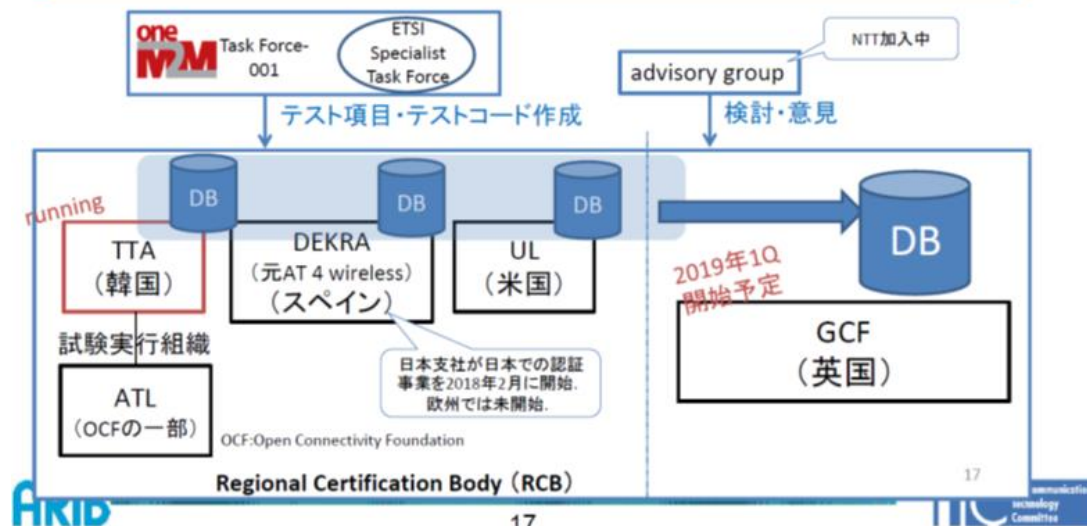 one
M2M
Task Force-
001
ETSI
Specialist
Task Force
advisory group
NTT加入中
テスト項目・テストコード作成
検討・意見
running
DB
DB
DB
DB
TTA
（韓国）
DEKRA
（元AT 4 wireless）
（スペイン）
UL
（米国）
2019年1Q
開始予定
GCF
（英国）
試験実行組織
ATL
（OCFの一部）
日本支社が日本での認証
事業を2018年2月に開始.
欧州では未開始.
OCF:Open Connectivity Foundation
Regional Certification Body（RCB）
17
17
ARIB
Technology
Committee